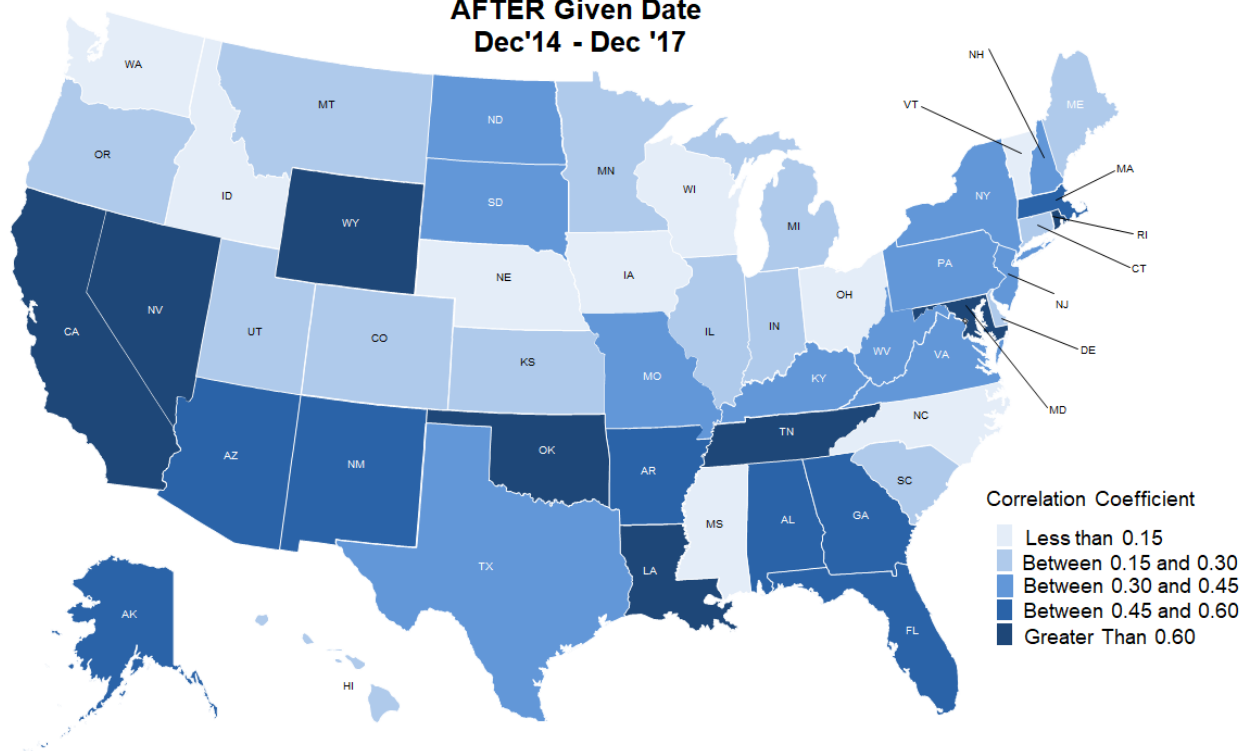 AFTER Given Date
Dec'14 - Dec '17
NH
WA
MT
ND
VT
ME
OR
MN
MA
ID
WI
WY
SD
NY
MI
RI
PA
CT
NE
IA
OH
NJ
CA
NV
UT
CO
IL
IN
DE
KS
WV
VA
MO
KY
MD
NC
TN
AZ
NM
OK
AR
SC
Correlation Coefficient
MS
AL
GA
Less than 0.15
TX
LA
Between 0.15 and 0.30
Between 0.30 and 0.45
AK
Between 0.45 and 0.60
FL
Greater Than 0.60
HI